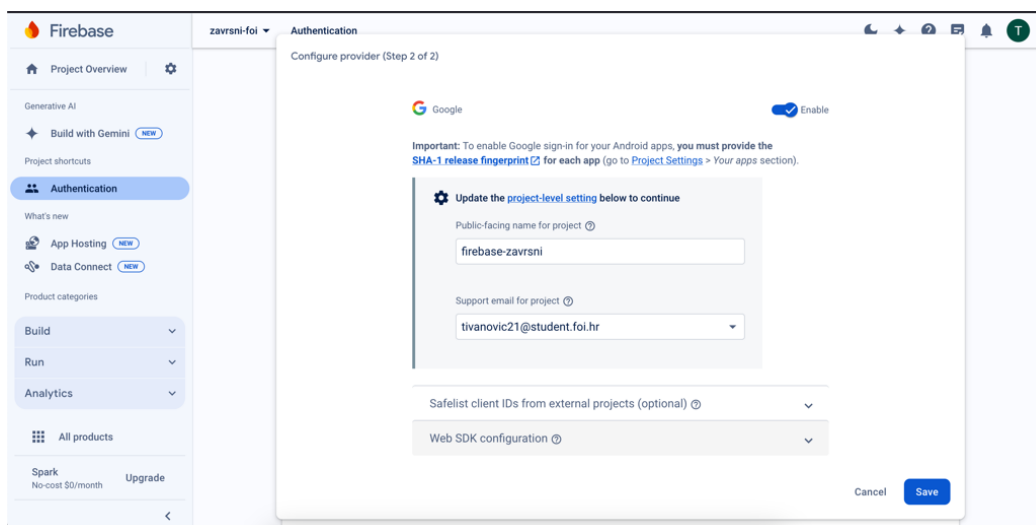 Firebase
zavrsni-foi
Authentication
T
Project Overview
Generative AI
Build with Gemini NEW
Project shortcuts
Authentication
What's new
App Hosting NEW
Data Connect NEW
Product categories
Build
Run
Analytics
All products
Spark
No-cost $0/month
Upgrade
Configure provider (Step 2 of 2)
Google
Enable
Important: To enable Google sign-in for your Android apps, you must provide the
SHA-1 release fingerprint for each app (go to Project Settings > Your apps section).
Update the project-level setting below to continue
Public-facing name for project
firebase-zavrsni
Support email for project
tivanovic21@student.foi.hr
Safelist client IDs from external projects (optional)
Web SDK configuration
Cancel
Save